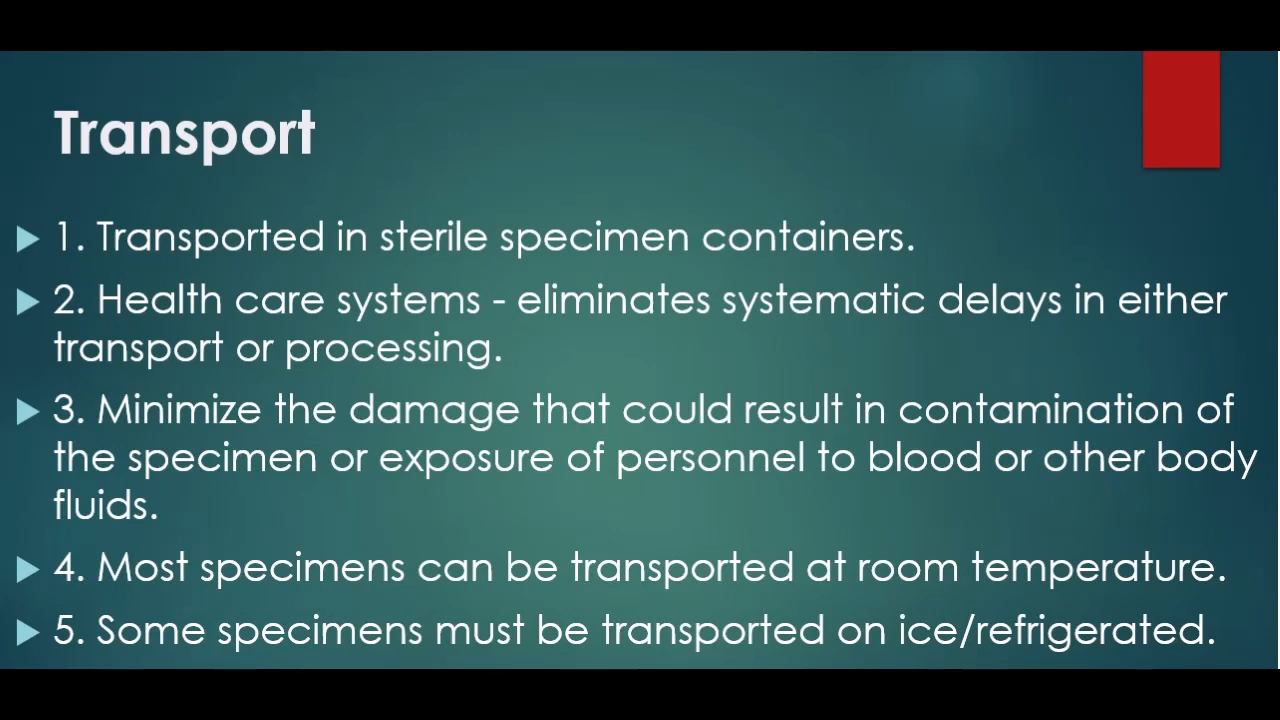 Transport
1. Transported in sterile specimen containers.
2. Health care systems - eliminates systematic delays in either
transport or processing.
3. Minimize the damage that could result in contamination of
the specimen or exposure of personnel to blood or other body
fluids.
4. Most specimens can be transported at room temperature.
5. Some specimens must be transported on ice/refrigerated.